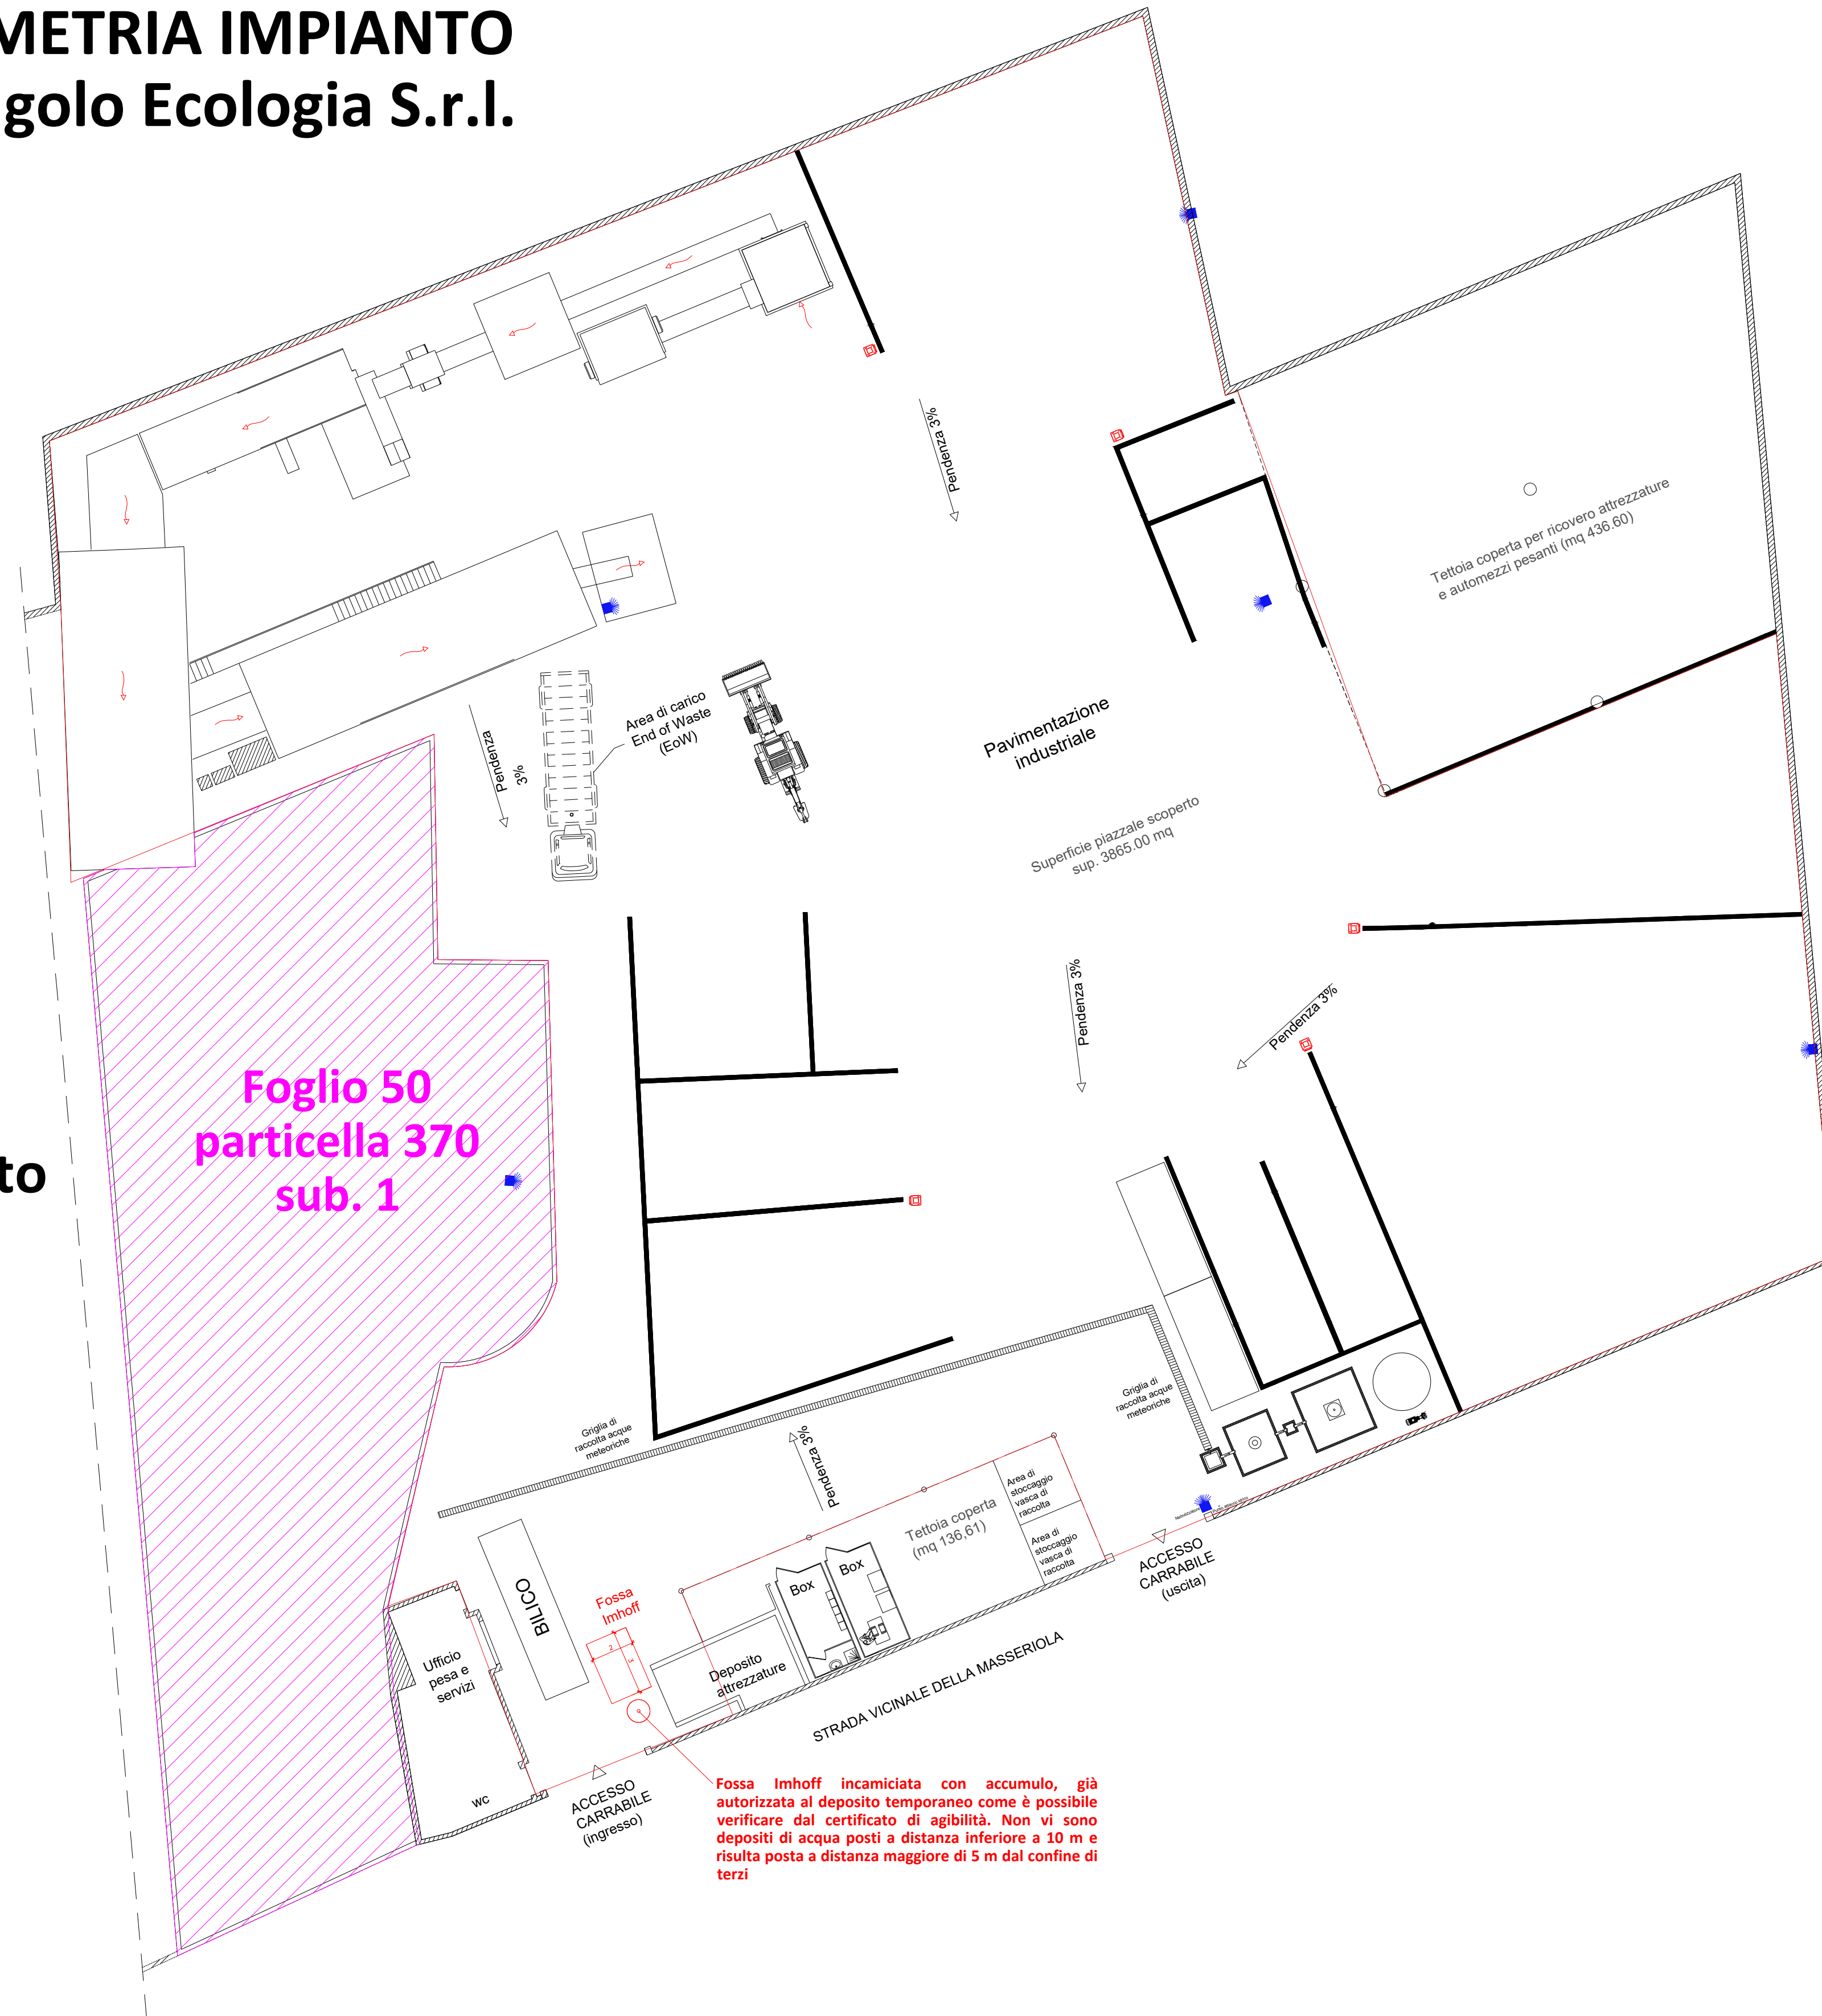 METRIA IMPIANTO
golo Ecologia S.r.l.
Pendenza 3%
Tettoia coperta per ricovero attrezzature
e automezzi pesanti (mq 436.60)
Area di carico
End of Waste
(EoW)
Pendenza
3%
Pavimentazione
industriale
Superficie piazzale scoperto
sup. 3865.00 mq
Pendenza 3%
Pendenza 3%
Foglio 50
particella 370
sub. 1
to
Griglia di
raccolta acque
meteoriche
Griglia di
raccolta acque
meteoriche
Pendenza 3%
Tettoia coperta
(mq 136,61)
Area di
stoccaggio
vasca di
raccolta
Area di
stoccaggio
vasca di
raccolta
Box
Box
BILICO
Fossa
Imhoff
2
Deposito
attrezzature
Ufficio
pesa e
servizi
wc
ACCESSO
CARRABILE
(uscita)
STRADA VICINALE DELLA MASSERIOLA
ACCESSO
CARRABILE
(ingresso)
Fossa Imhoff incamiciata con accumulo, già
autorizzata al deposito temporaneo come è possibile
verificare dal certificato di agibilità. Non vi sono
depositi di acqua posti a distanza inferiore a 10 m e
risulta posta a distanza maggiore di 5 m dal confine di
terzi